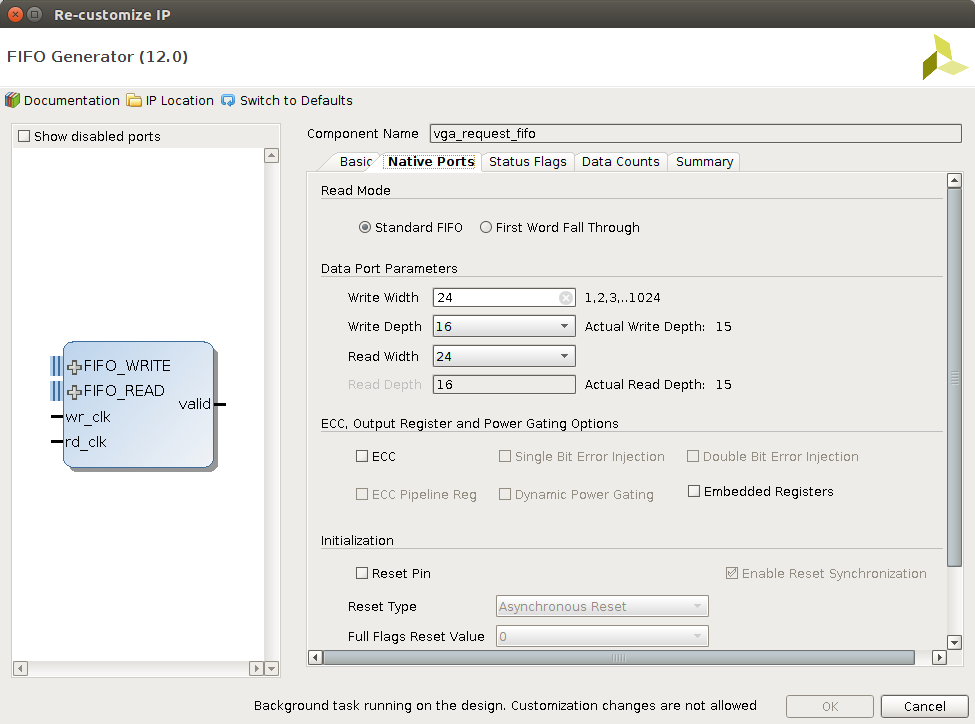 Re-customize IP
FIFO Generator (12.0)
Documentation IP Location Switch to Defaults
Show disabled ports
FIFO_WRITE
FIFO_READ
valid
wr_clk
rd_clk
Component Name vga_request_fifo
Basic Native Ports Status Flags Data Counts Summary
Read Mode
Standard FIFO First Word Fall Through
Data Port Parameters
Write Width 24 1,2,3,..1024
Write Depth 16 Actual Write Depth: 15
Read Width 24
Read Depth 16 Actual Read Depth: 15
ECC, Output Register and Power Gating Options
ECC Single Bit Error Injection Double Bit Error Injection
ECC Pipeline Reg Dynamic Power Gating Embedded Registers
Initialization
Reset Pin Enable Reset Synchronization
Reset Type Asynchronous Reset
Full Flags Reset Value 0
Background task running on the design. Customization changes are not allowed OK Cancel